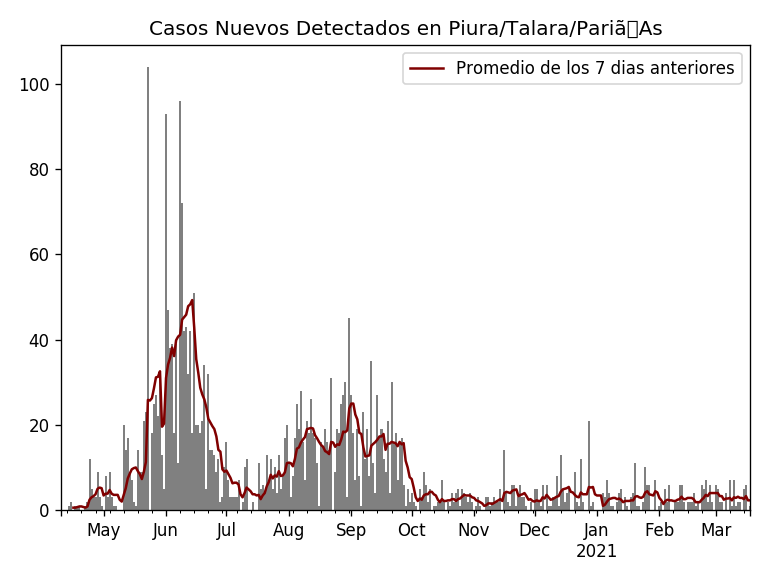 Casos Nuevos Detectados en Piura/Talara/Pariã▯As
Promedio de los 7 dias anteriores
100
80
60
40
20
0
May Jun Jul Aug Sep Oct Nov Dec Jan Feb Mar
2021